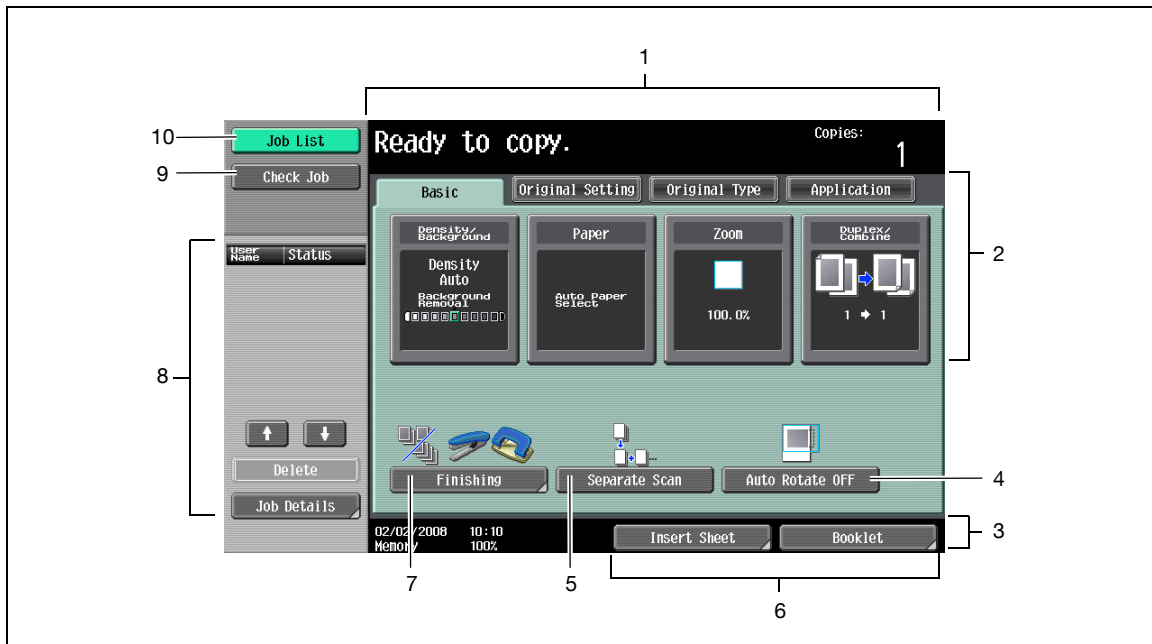 1
10
Job List
Ready to copy.
Copies:
1
9
Check Job
Basic
Original Setting
Original Type
Application
2
User Name
Status
Density/
Background
Paper
Zoom
Duplex/
Combine
Density
Auto
Background
Removal
Auto Paper
Select
100.0%
1 → 1
8
Delete
Job Details
Finishing
Separate Scan
Auto Rotate OFF
4
02/02/2008 10:10
Memory 100%
Insert Sheet
Booklet
3
7
5
6